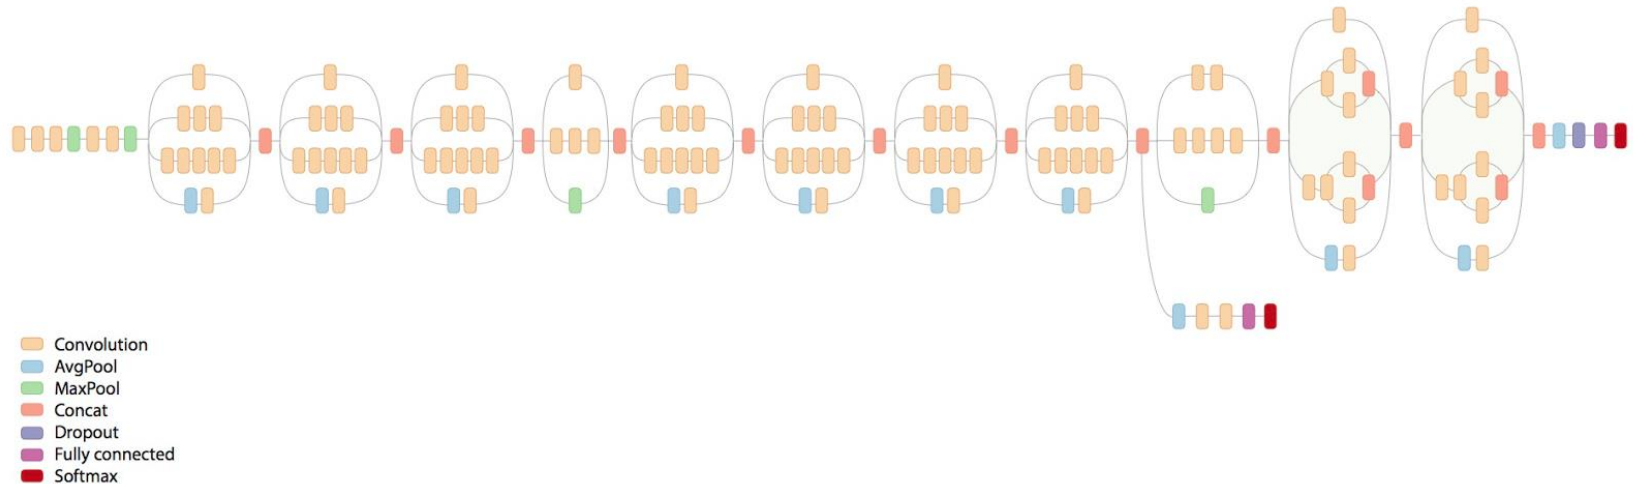 Convolution
AvgPool
MaxPool
Concat
Dropout
Fully connected
Softmax